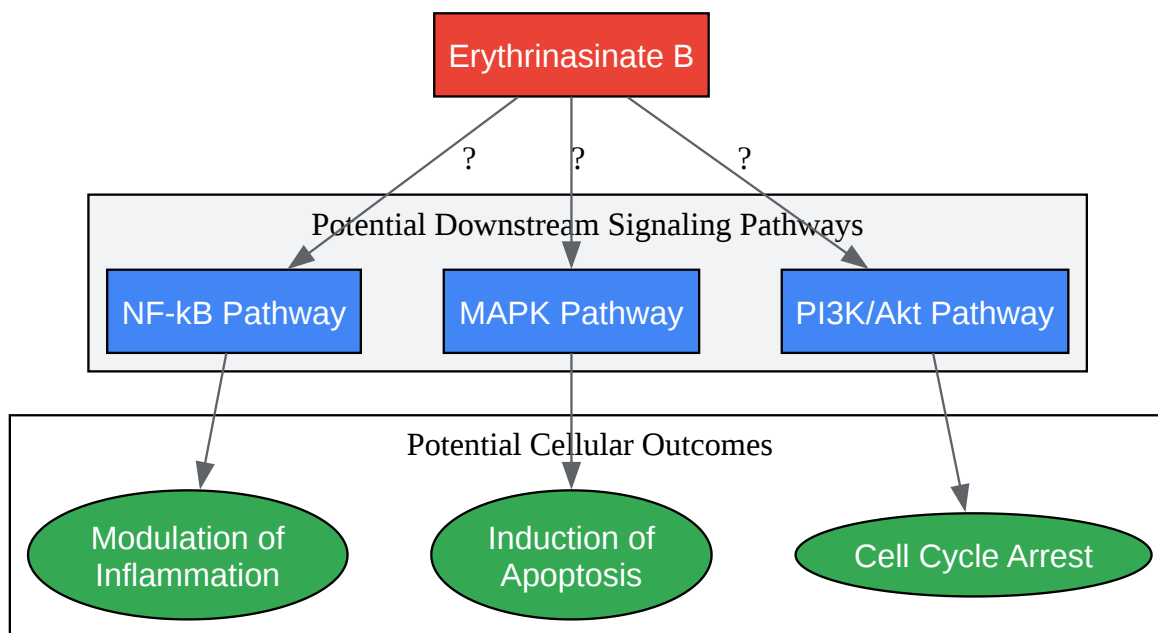 Erythrinasinate B
?
?
?
Potential Downstream Signaling Pathways
NF-kB Pathway
MAPK Pathway
PI3K/Akt Pathway
Potential Cellular Outcomes
Modulation of
Inflammation
Induction of
Apoptosis
Cell Cycle Arrest